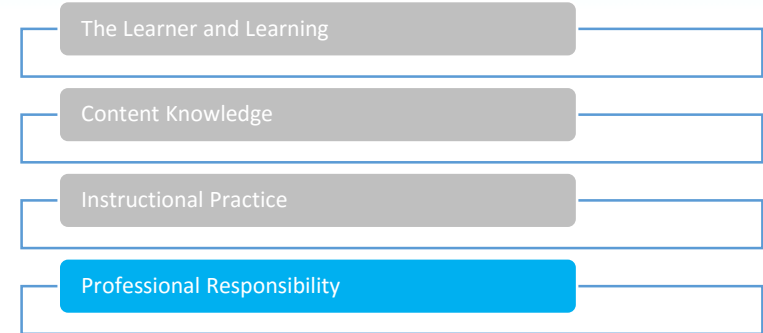 The Learner and Learning
Content Knowledge
Instructional Practice
Professional Responsibility